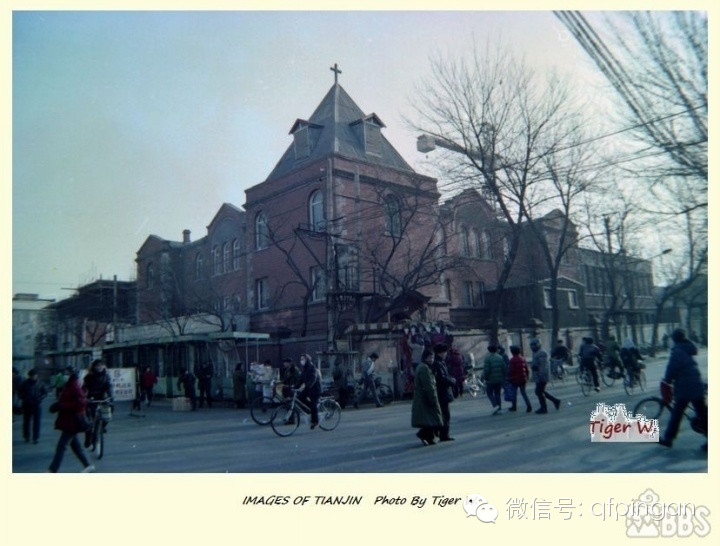 Tiger W.
IMAGES OF TIANJIN Photo By Tiger W
微信号: qfpingan
BBS